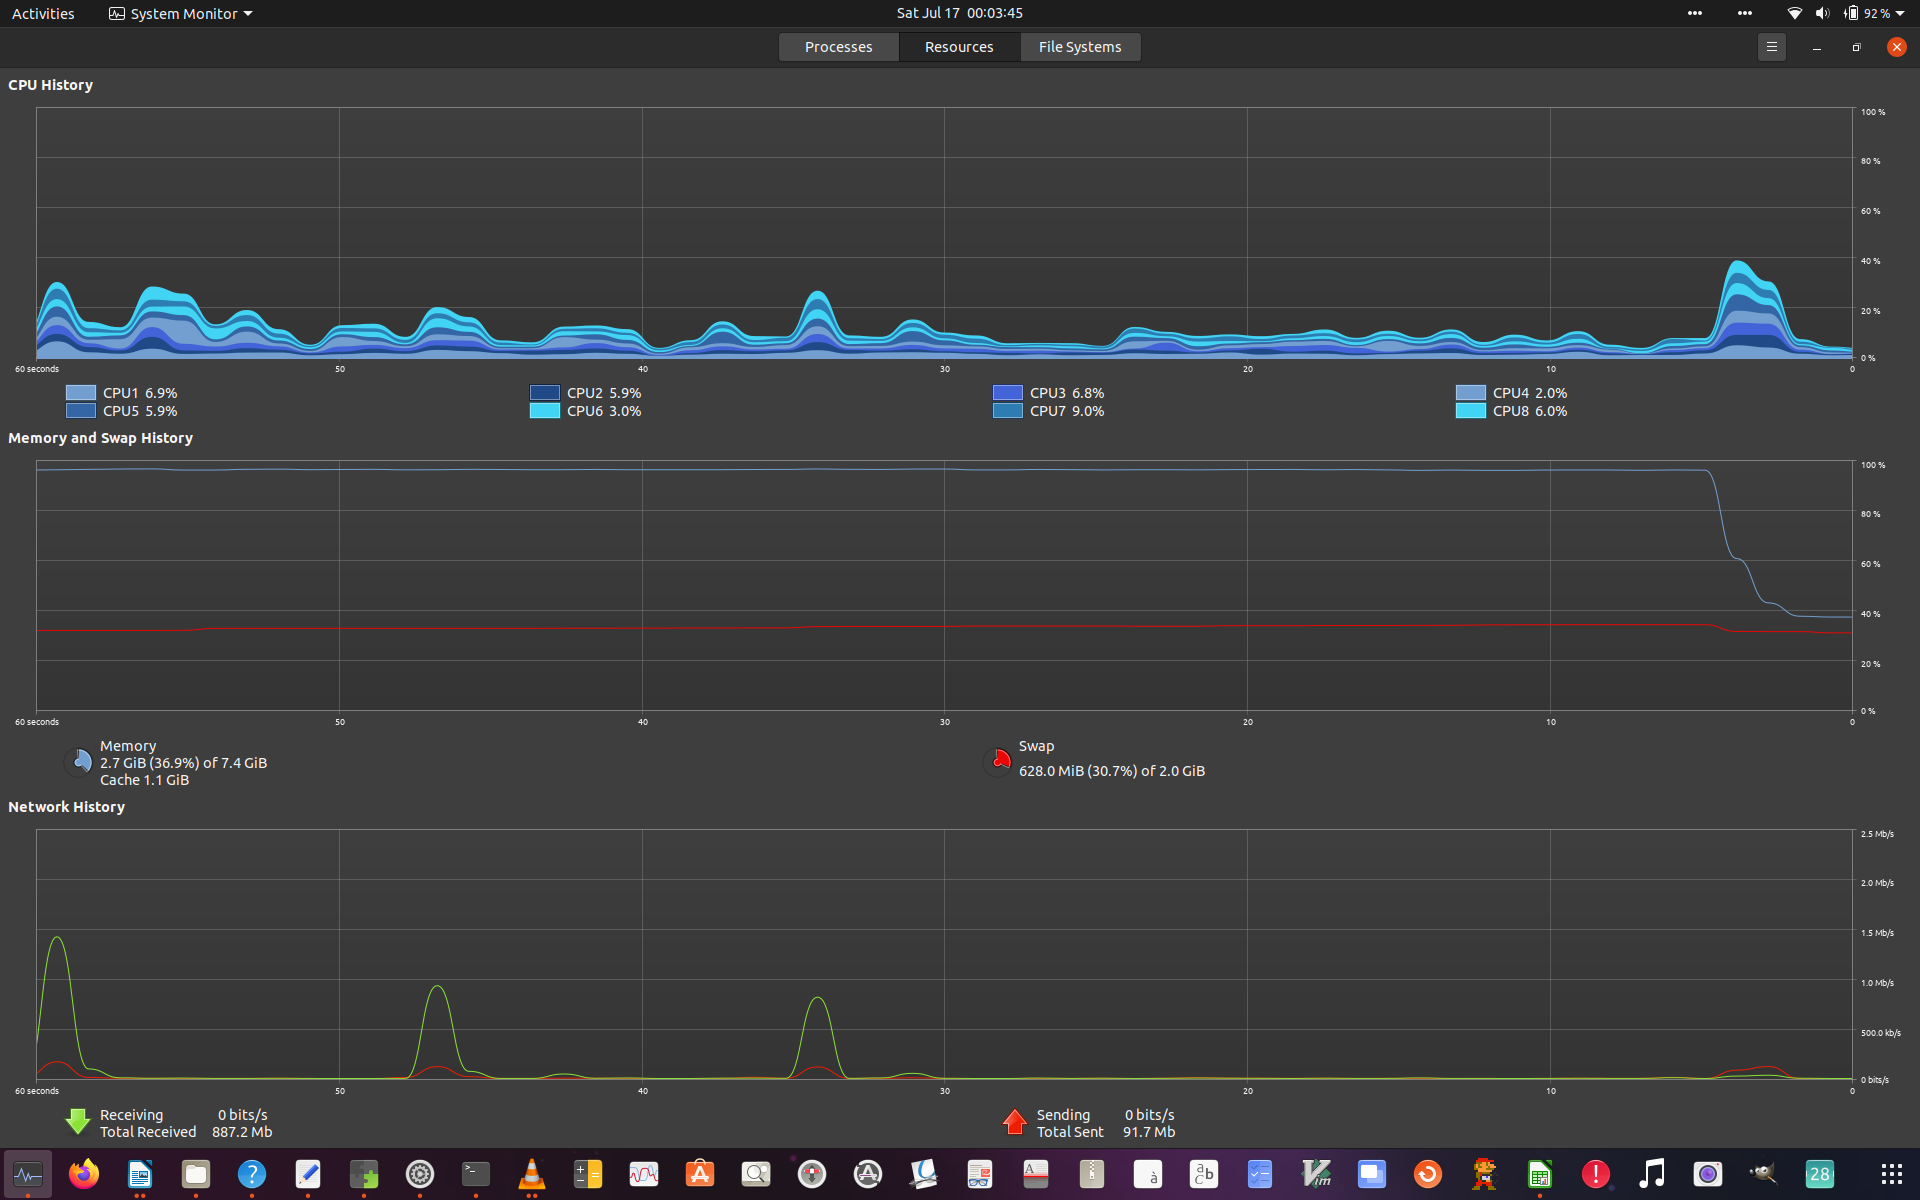 Activities
System Monitor
Sat Jul 17 00:03:45
92 %
Processes
Resources
File Systems
CPU History
100 %
80 %
60 %
40 %
20 %
0 %
60 seconds 50 40 30 20 10 0
CPU1 6.9% CPU2 5.9% CPU3 6.8% CPU4 2.0%
CPU5 5.9% CPU6 3.0% CPU7 9.0% CPU8 6.0%
Memory and Swap History
100 %
80 %
60 %
40 %
20 %
0 %
60 seconds 50 40 30 20 10 0
Memory
2.7 GiB (36.9%) of 7.4 GiB
Cache 1.1 GiB
Swap
628.0 MiB (30.7%) of 2.0 GiB
Network History
2.5 Mb/s
2.0 Mb/s
1.5 Mb/s
1.0 Mb/s
500.0 kb/s
0 bits/s
60 seconds 50 40 30 20 10 0
Receiving 0 bits/s
Total Received 887.2 Mb
Sending 0 bits/s
Total Sent 91.7 Mb
28